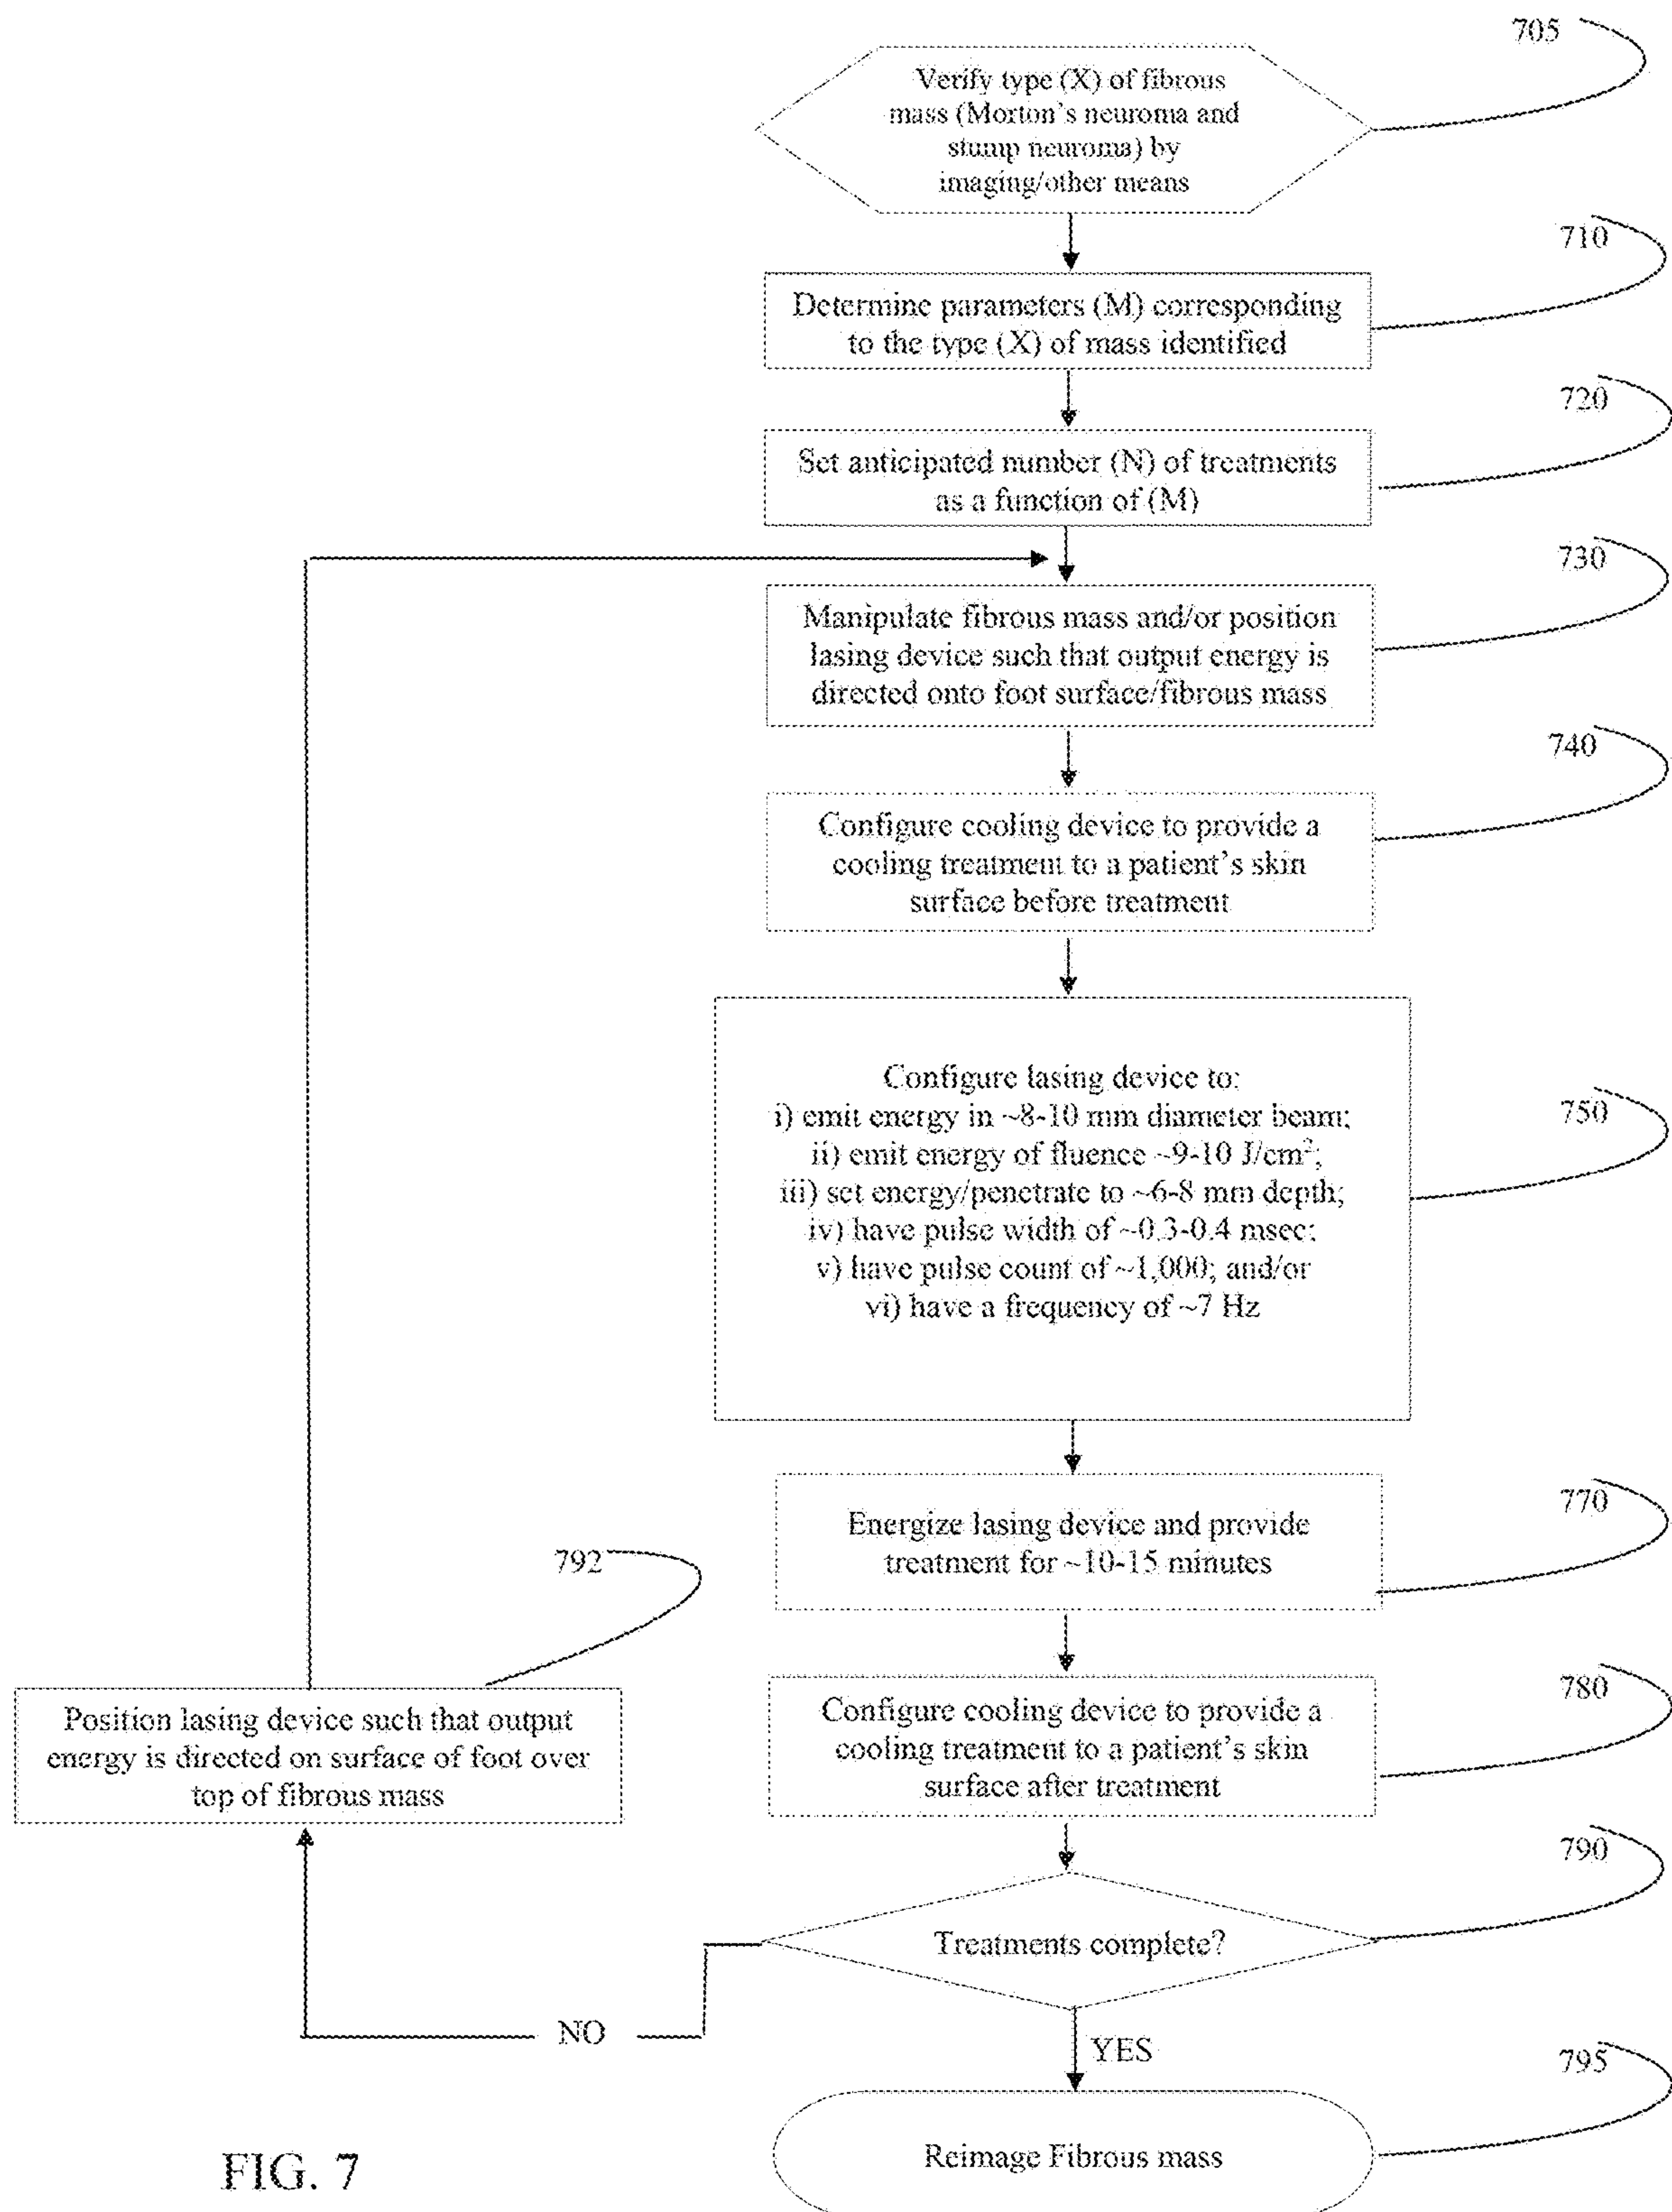 705
Verify type (X) of fibrous
mass (Morton's neuroma and
stump neuroma) by
imaging/other means
710
Determine parameters (M) corresponding
to the type (X) of mass identified
720
Set anticipated number (N) of treatments
as a function of (M)
730
Manipulate fibrous mass and/or position
lasing device such that output energy is
directed onto foot surface/fibrous mass
740
Configure cooling device to provide a
cooling treatment to a patient's skin
surface before treatment
750
Configure lasing device to:
i) emit energy in ~8-10 mm diameter beam;
ii) emit energy of fluence ~9-10 J/cm²;
iii) set energy/penetrate to ~6-8 mm depth;
iv) have pulse width of ~0.3-0.4 msec;
v) have pulse count of ~1,000; and/or
vi) have a frequency of ~7 Hz
770
Energize lasing device and provide
treatment for ~10-15 minutes
792
Position lasing device such that output
energy is directed on surface of foot over
top of fibrous mass
780
Configure cooling device to provide a
cooling treatment to a patient's skin
surface after treatment
790
Treatments complete?
NO
YES
795
Reimage Fibrous mass
FIG. 7